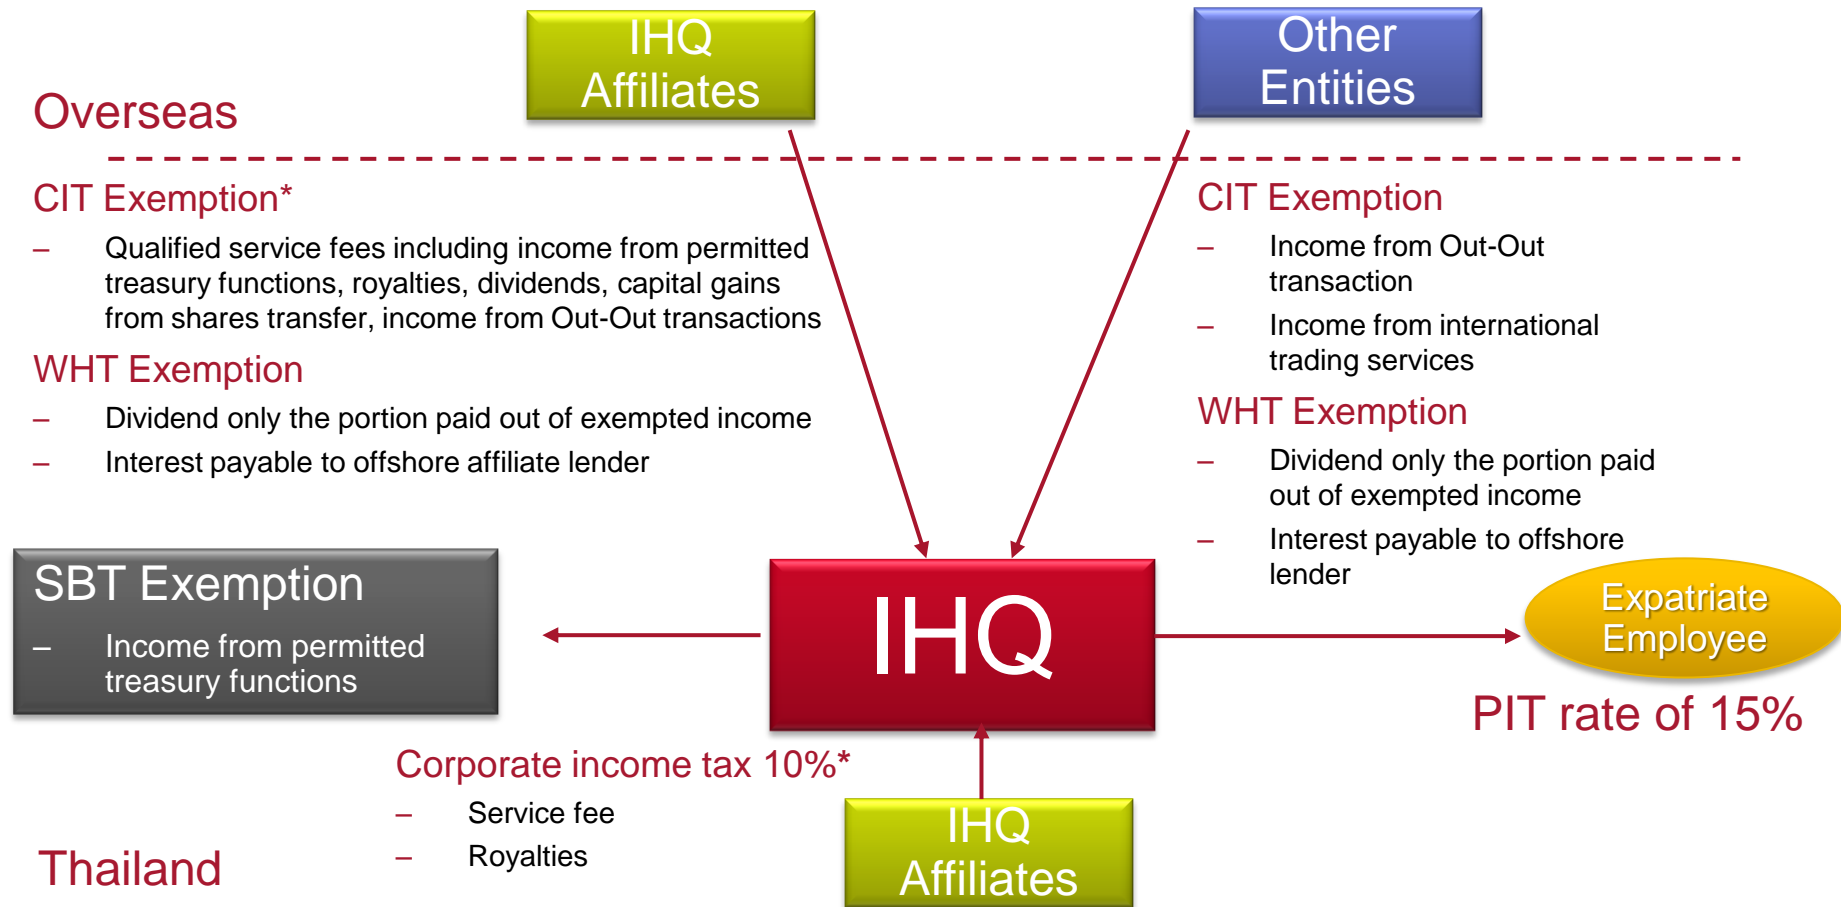 IHQ
Affiliates
Other
Entities
Overseas
CIT Exemption*
– Qualified service fees including income from permitted
treasury functions, royalties, dividends, capital gains
from shares transfer, income from Out-Out transactions
WHT Exemption
– Dividend only the portion paid out of exempted income
– Interest payable to offshore affiliate lender
CIT Exemption
– Income from Out-Out
transaction
– Income from international
trading services
WHT Exemption
– Dividend only the portion paid
out of exempted income
– Interest payable to offshore
lender
SBT Exemption
– Income from permitted
treasury functions
IHQ
Expatriate
Employee
PIT rate of 15%
Corporate income tax 10%*
– Service fee
– Royalties
IHQ
Affiliates
Thailand